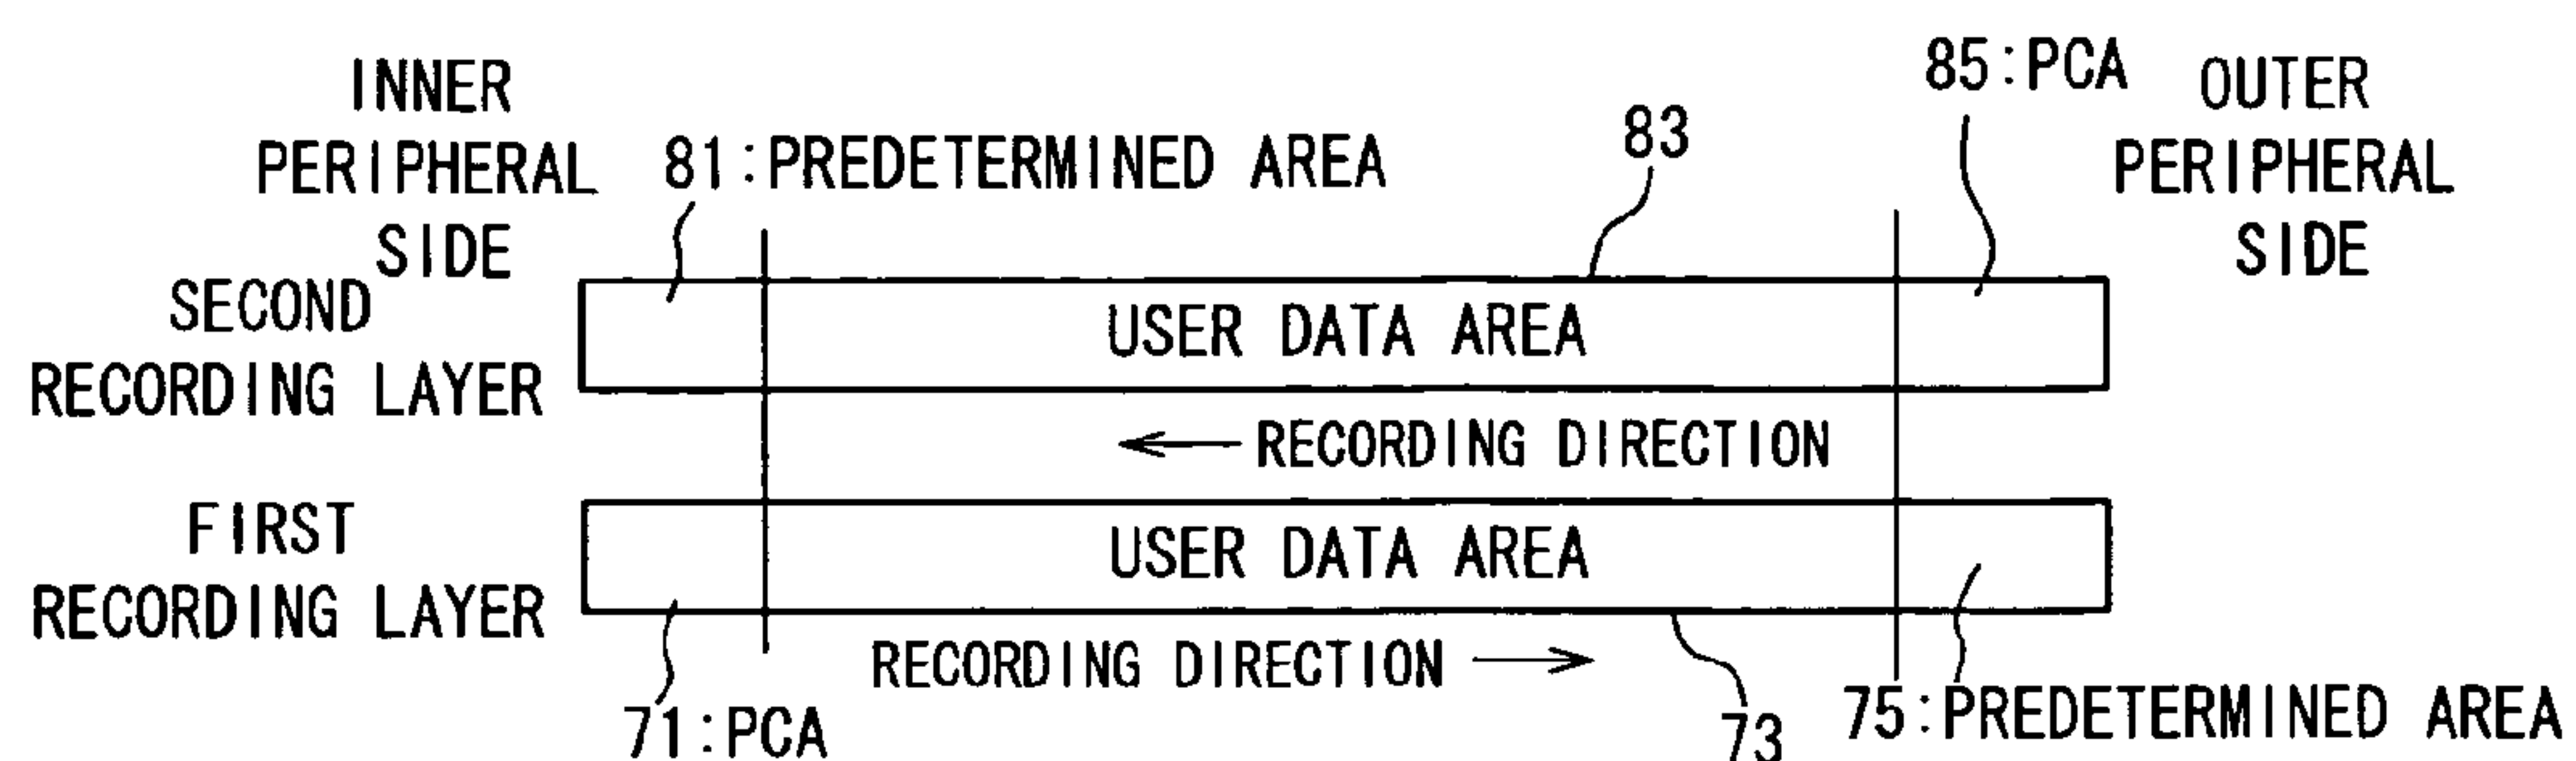 INNER
PERIPHERAL
SIDE
81:PREDETERMINED AREA
83
85:PCA
OUTER
PERIPHERAL
SIDE
SECOND
RECORDING LAYER
USER DATA AREA
←RECORDING DIRECTION
FIRST
RECORDING LAYER
USER DATA AREA
RECORDING DIRECTION→
71:PCA
73
75:PREDETERMINED AREA